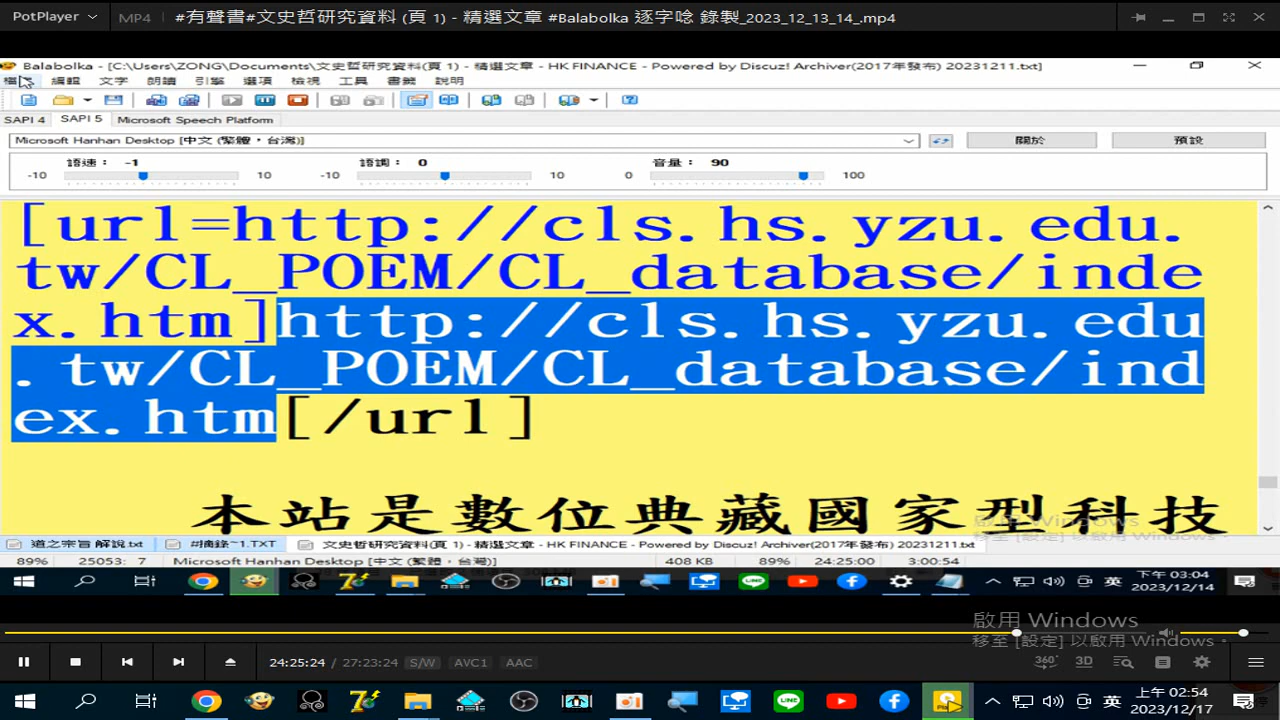 PotPlayer MP4 #有聲書#文史哲研究資料 (頁 1) - 精選文章 #Balabolka 逐字唸 錄製_2023_12_13_14_.mp4
Balabolka - [C:\Users\ZONG\Documents\文史哲研究資料(頁 1) - 精選文章 - HK FINANCE - Powered by Discuz! Archiver(2017年發布) 20231211.txt]
檔案 編輯 文字 朗讀 引擎 選項 檢視 工具 書籤 說明
SAPI 4 SAPI 5 Microsoft Speech Platform
Microsoft Hanhan Desktop [中文 (繁體，台灣)] 關於 預設
語速： -1 語調： 0 音量： 90
-10 10 -10 10 0 100
[url=http://cls.hs.yzu.edu.
tw/CL_POEM/CL_database/inde
x.htm]http://cls.hs.yzu.edu
.tw/CL_POEM/CL_database/ind
ex.htm[/url]
本站是數位典藏國家型科技
啟用 Windows
移至 [設定] 以啟用 Windows。
道之宗旨 解說.txt #摘錄~1.TXT 文史哲研究資料(頁 1) - 精選文章 - HK FINANCE - Powered by Discuz! Archiver(2017年發布) 20231211.txt
89% 25053: 7 Microsoft Hanhan Desktop [中文 (繁體，台灣)] 408 KB 89% 24:25:00 3:00:54
英 下午 03:04
2023/12/14
啟用 Windows
移至 [設定] 以啟用 Windows。
24:25:24 / 27:23:24 S/W AVC1 AAC 360° 3D
英 上午 02:54
2023/12/17